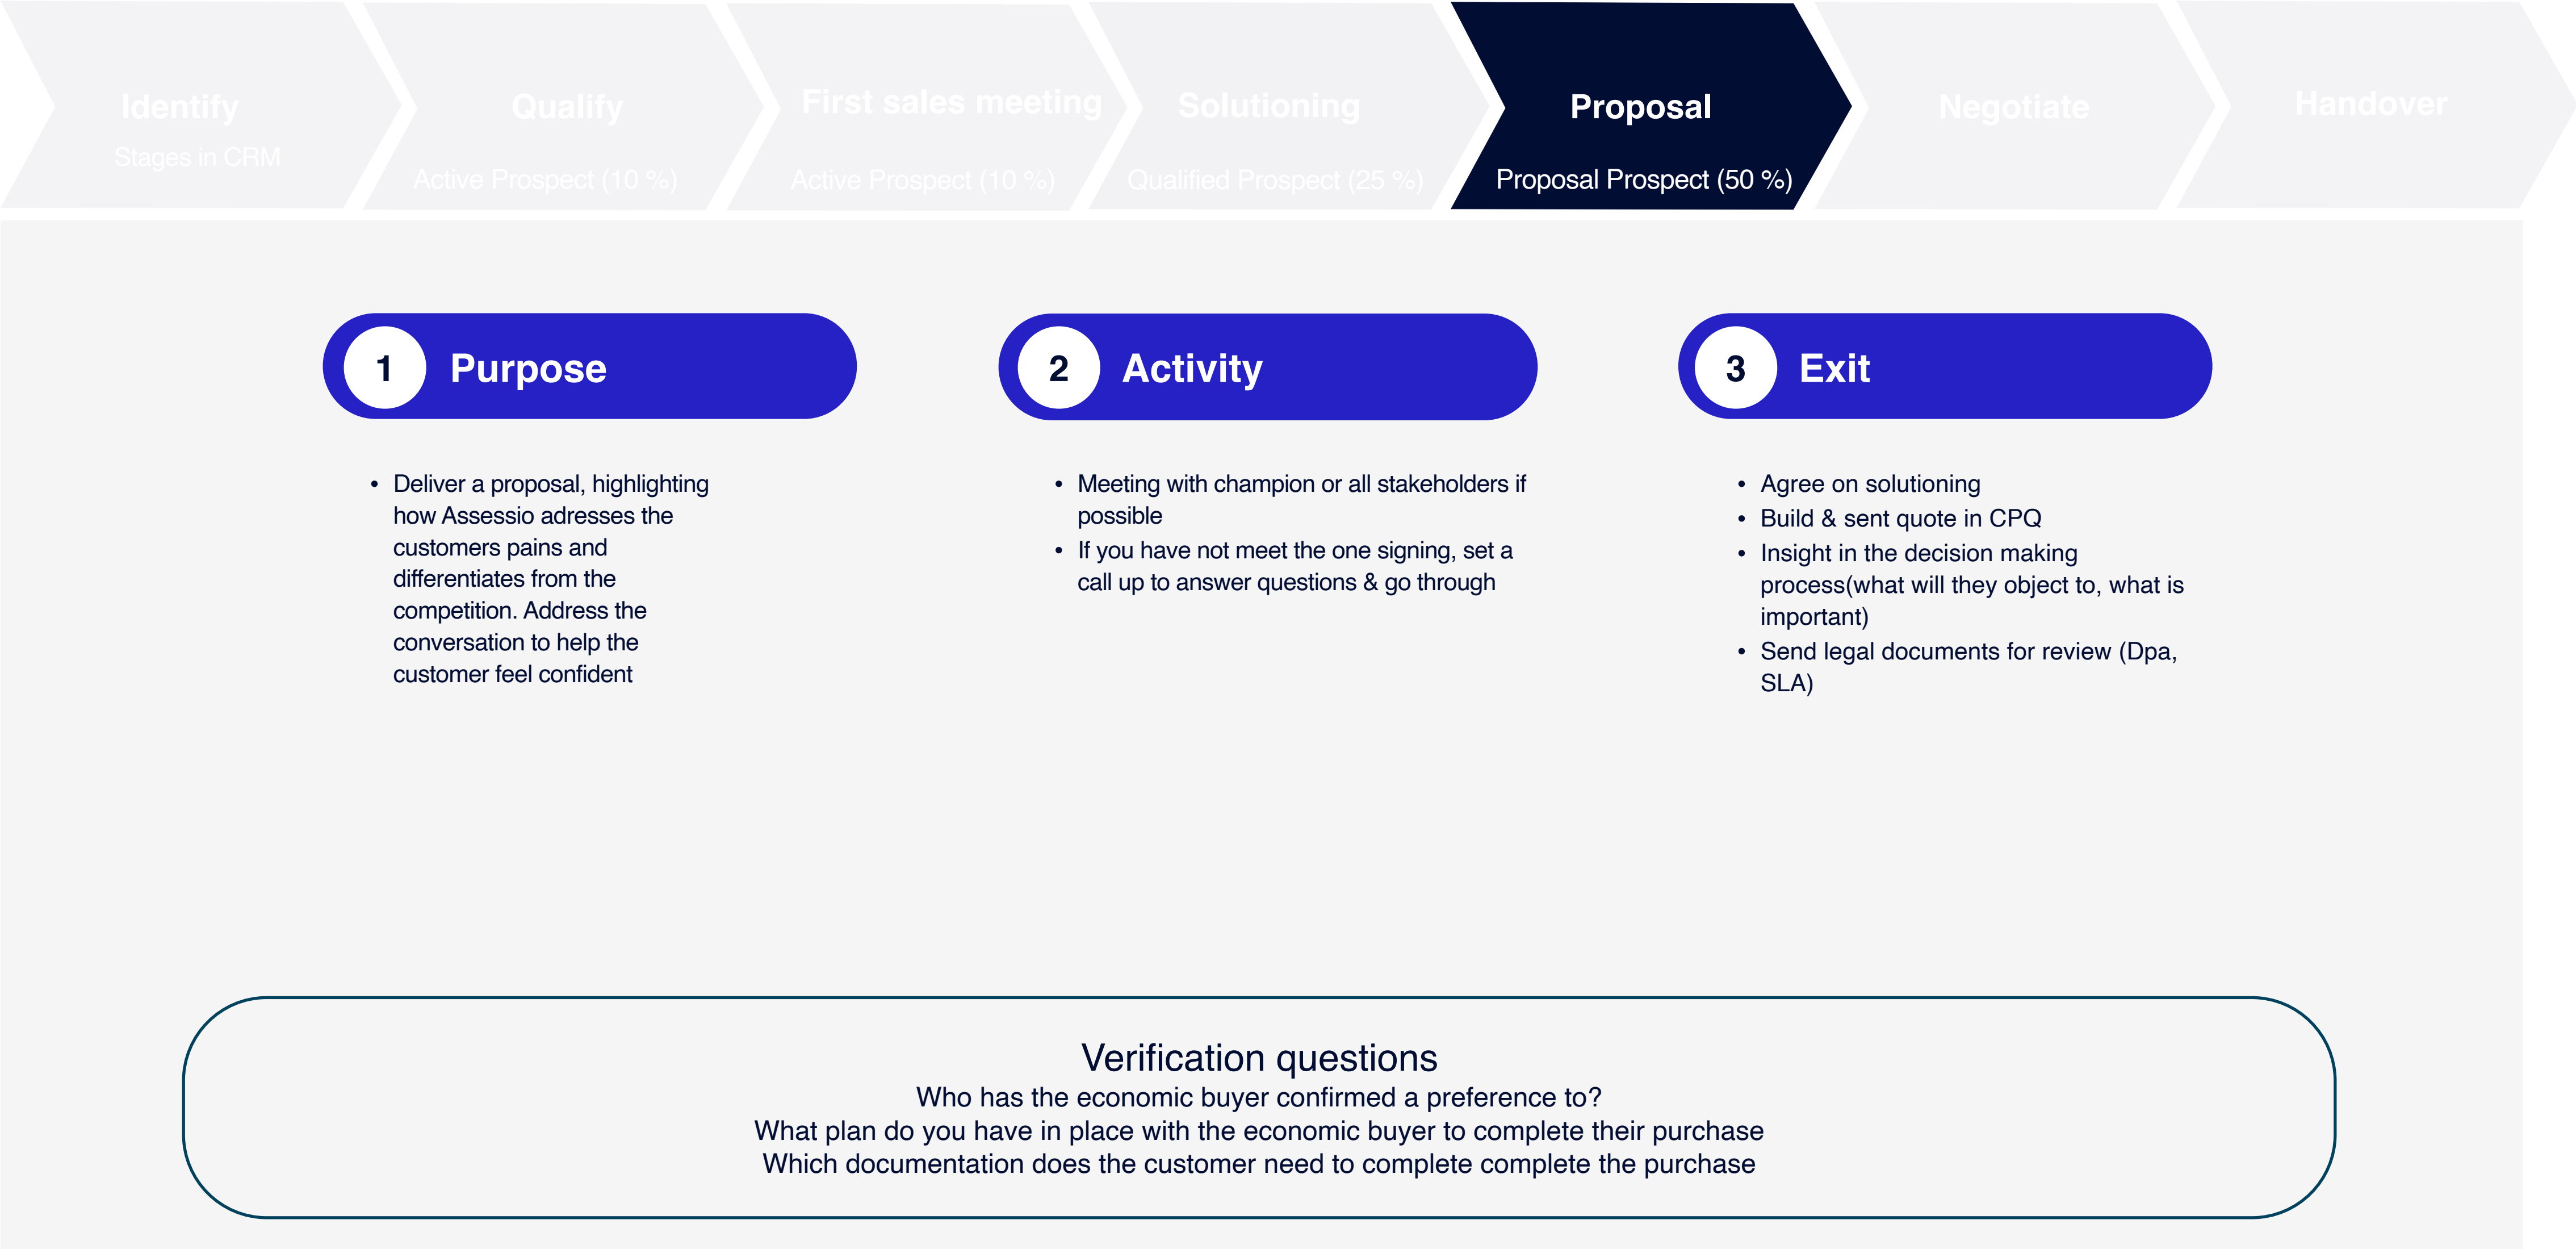 Identify
Stages in CRM
Qualify
Active Prospect (10 %)
First sales meeting
Active Prospect (10 %)
Solutioning
Qualified Prospect (25 %)
Proposal
Proposal Prospect (50 %)
Negotiate
Handover
1 Purpose
• Deliver a proposal, highlighting
how Assessio adresses the
customers pains and
differentiates from the
competition. Address the
conversation to help the
customer feel confident
2 Activity
• Meeting with champion or all stakeholders if
possible
• If you have not meet the one signing, set a
call up to answer questions & go through
3 Exit
• Agree on solutioning
• Build & sent quote in CPQ
• Insight in the decision making
process(what will they object to, what is
important)
• Send legal documents for review (Dpa,
SLA)
Verification questions
Who has the economic buyer confirmed a preference to?
What plan do you have in place with the economic buyer to complete their purchase
Which documentation does the customer need to complete complete the purchase